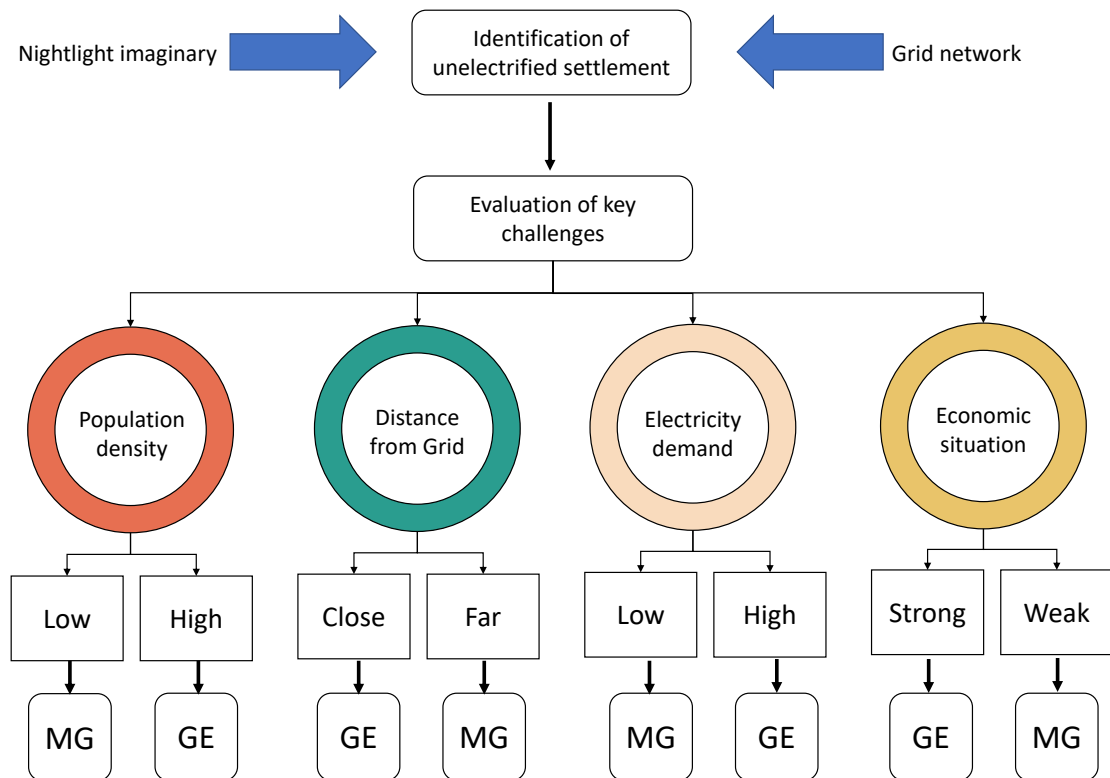 Nightlight imaginary
Identification of
unelectrified settlement
Grid network
Evaluation of key
challenges
Population
density
Distance
from Grid
Electricity
demand
Economic
situation
Low
High
Close
Far
Low
High
Strong
Weak
MG
GE
GE
MG
MG
GE
GE
MG